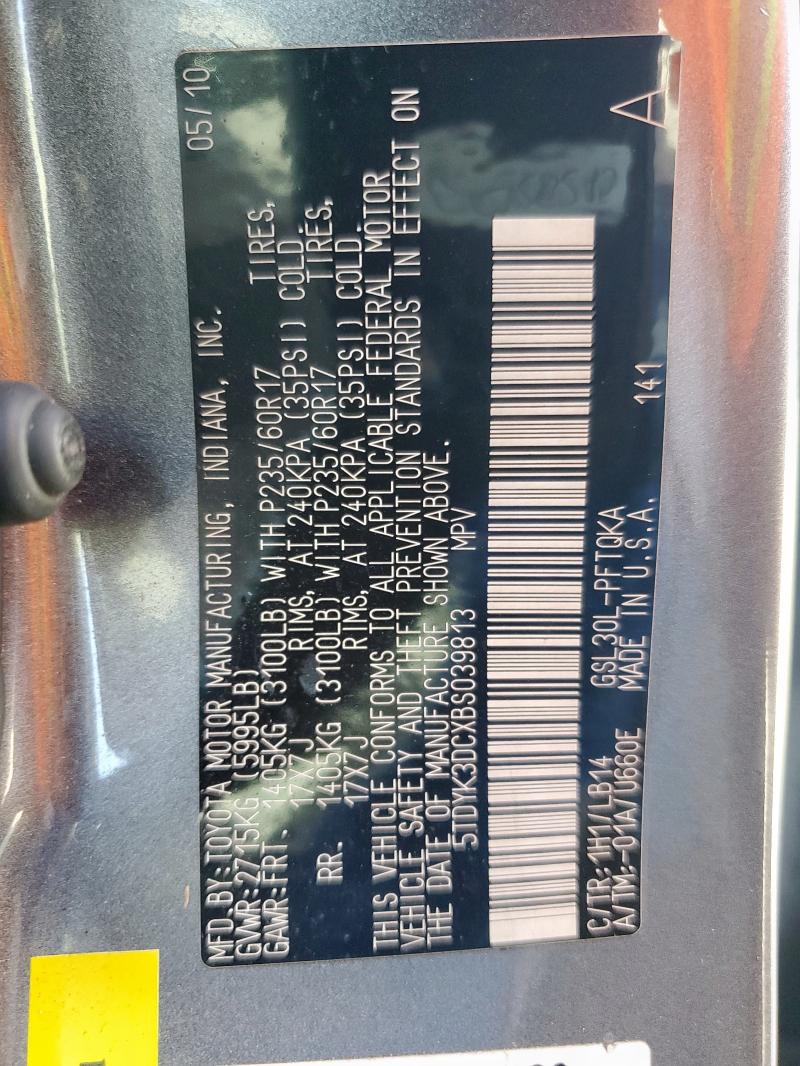 MFD.BY:TOYOTA MOTOR MANUFACTURING, INDIANA, INC. 05/10
GVWR:2715KG (5995LB)
GAWR:FRT. 1405KG (3100LB) WITH P235/60R17 TIRES,
17X7J RIMS, AT 240KPA (35PSI) COLD.
RR. 1405KG (3100LB) WITH P235/60R17 TIRES,
17X7J RIMS, AT 240KPA (35PSI) COLD.
THIS VEHICLE CONFORMS TO ALL APPLICABLE FEDERAL MOTOR
VEHICLE SAFETY AND THEFT PREVENTION STANDARDS IN EFFECT ON
THE DATE OF MANUFACTURE SHOWN ABOVE.
5TDYK3DCXBS039813 MPV
C/TR:1H1/LB14 GSL30L-PFTQKA
A/TM:-01A/U660E MADE IN U.S.A. 141 A